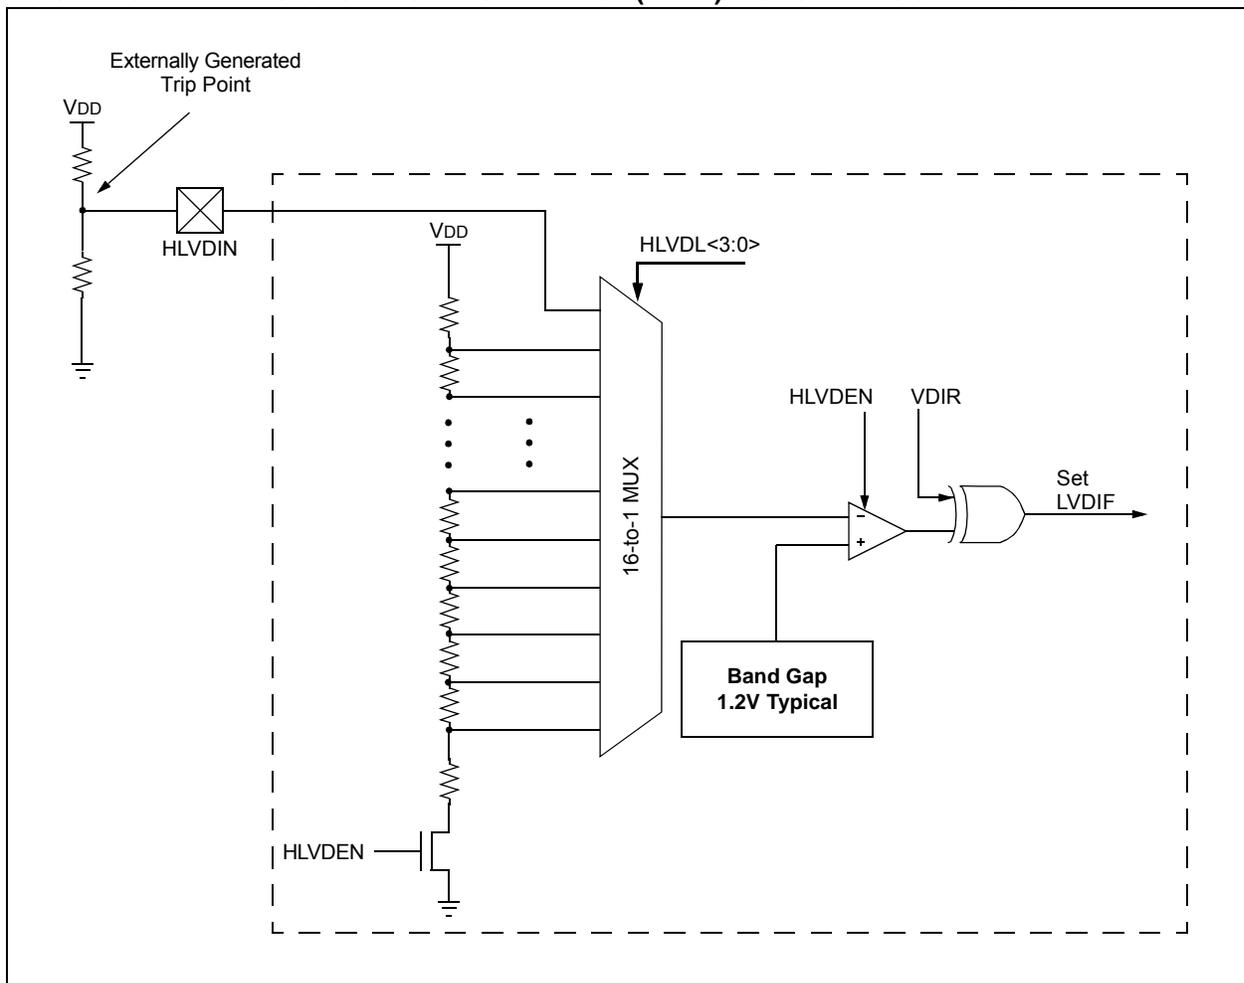 Externally Generated
Trip Point
VDD
HLVDIN
VDD
HLVDL<3:0>
HLVDEN
VDIR
Set
LVDIF
16-to-1 MUX
–
+
Band Gap
1.2V Typical
HLVDEN